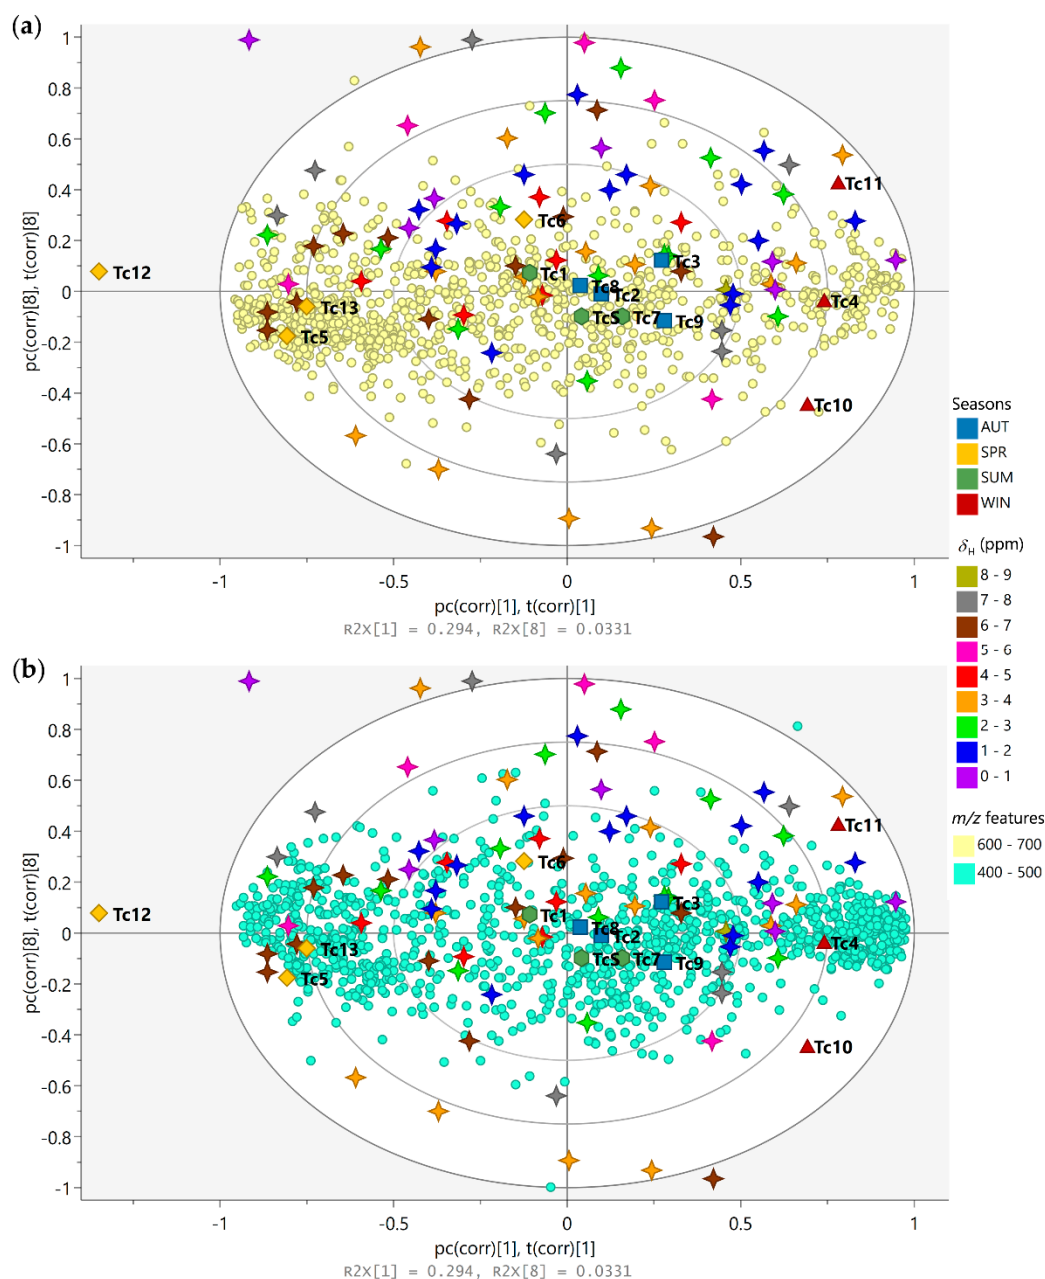 (a)
1
0.8
0.6
0.4
0.2
0
-0.2
-0.4
-0.6
-0.8
-1
pc(corr)[8], t(corr)[8]
Tc11
Tc6
Tc3
Tc12
Tc1
Tc8
Tc2
Tc4
Tc13
Tc5
TcS
Tc7
Tc9
Tc10
-1
-0.5
0
0.5
1
pc(corr)[1], t(corr)[1]
R2X[1] = 0.294, R2X[8] = 0.0331
Seasons
AUT
SPR
SUM
WIN
δH (ppm)
8 - 9
7 - 8
6 - 7
5 - 6
4 - 5
3 - 4
2 - 3
1 - 2
0 - 1
m/z features
600 - 700
400 - 500
(b)
1
0.8
0.6
0.4
0.2
0
-0.2
-0.4
-0.6
-0.8
-1
pc(corr)[8], t(corr)[8]
Tc11
Tc6
Tc3
Tc12
Tc1
Tc8
Tc2
Tc4
Tc13
Tc5
TcS
Tc7
Tc9
Tc10
-1
-0.5
0
0.5
1
pc(corr)[1], t(corr)[1]
R2X[1] = 0.294, R2X[8] = 0.0331